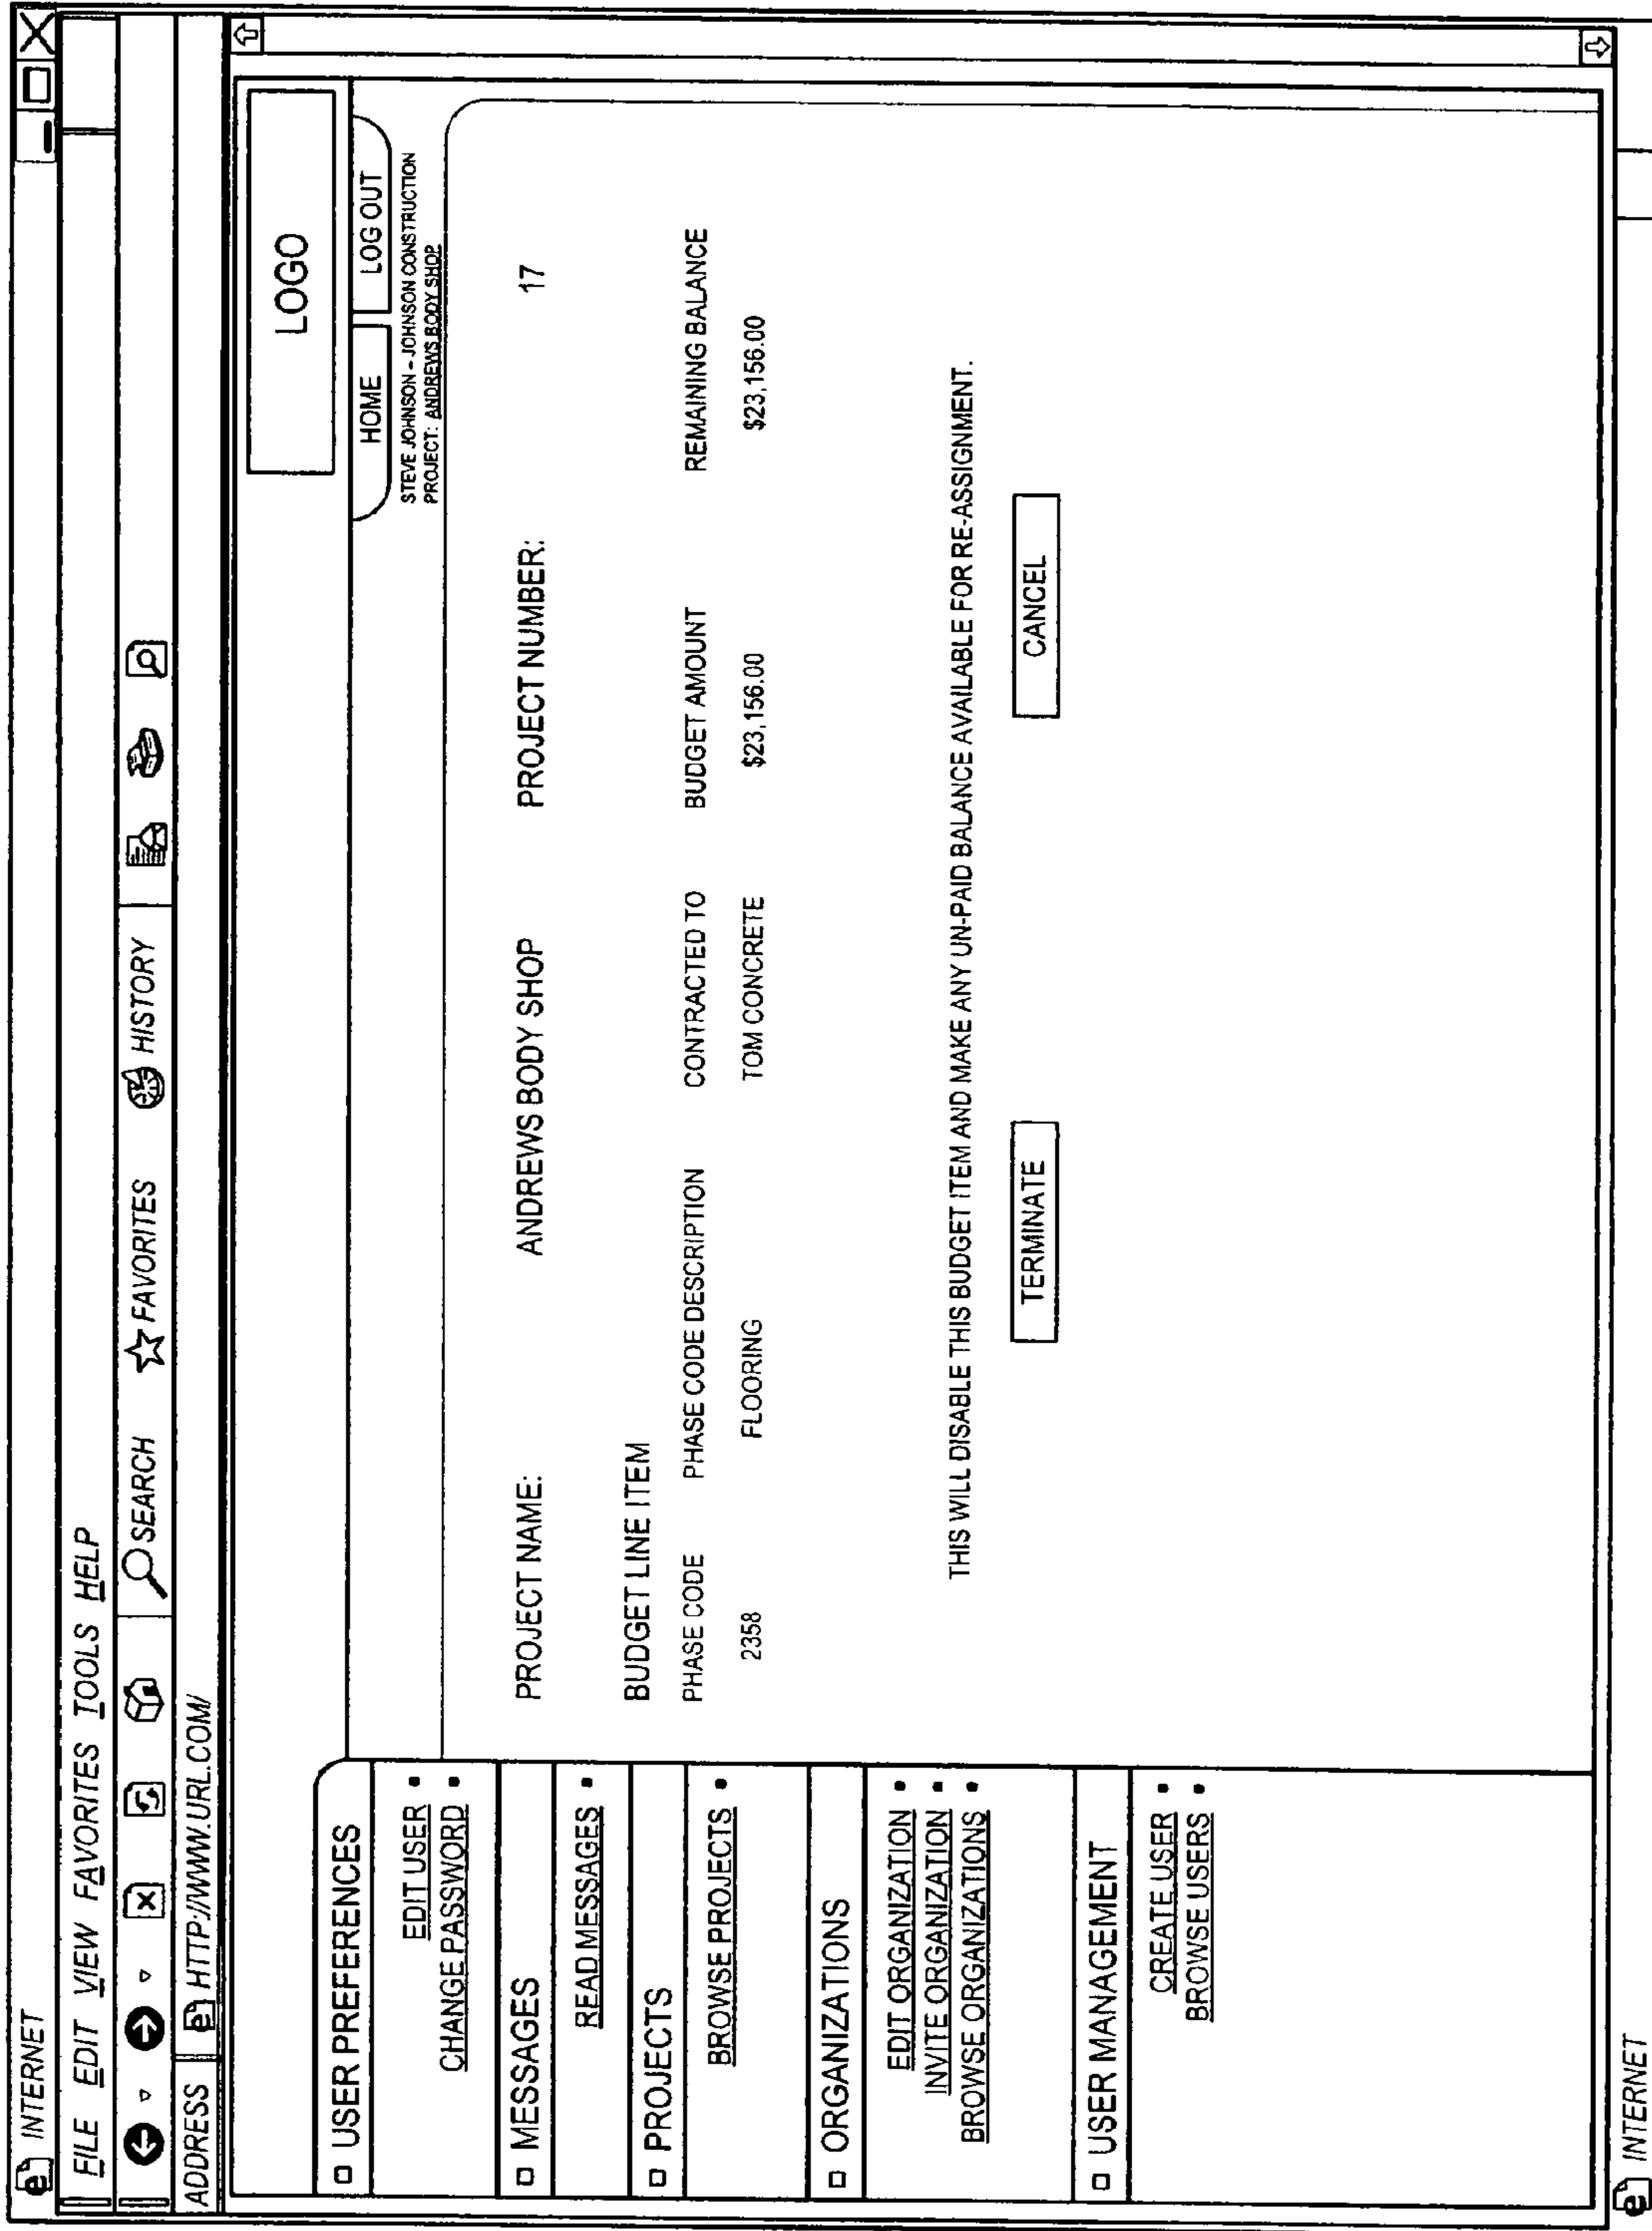 INTERNET
FILE EDIT VIEW FAVORITES TOOLS HELP
SEARCH FAVORITES HISTORY
ADDRESS HTTP://WWW.URL.COM/
LOGO
HOME LOG OUT
STEVE JOHNSON – JOHNSON CONSTRUCTION
PROJECT: ANDREWS BODY SHOP
USER PREFERENCES
EDIT USER
CHANGE PASSWORD
MESSAGES
READ MESSAGES
PROJECTS
BROWSE PROJECTS
ORGANIZATIONS
EDIT ORGANIZATION
INVITE ORGANIZATION
BROWSE ORGANIZATIONS
USER MANAGEMENT
CREATE USER
BROWSE USERS
PROJECT NAME: ANDREWS BODY SHOP PROJECT NUMBER: 17
BUDGET LINE ITEM
PHASE CODE PHASE CODE DESCRIPTION CONTRACTED TO BUDGET AMOUNT REMAINING BALANCE
2358 FLOORING TOM CONCRETE $23,156.00 $23,156.00
THIS WILL DISABLE THIS BUDGET ITEM AND MAKE ANY UN-PAID BALANCE AVAILABLE FOR RE-ASSIGNMENT.
TERMINATE CANCEL
INTERNET